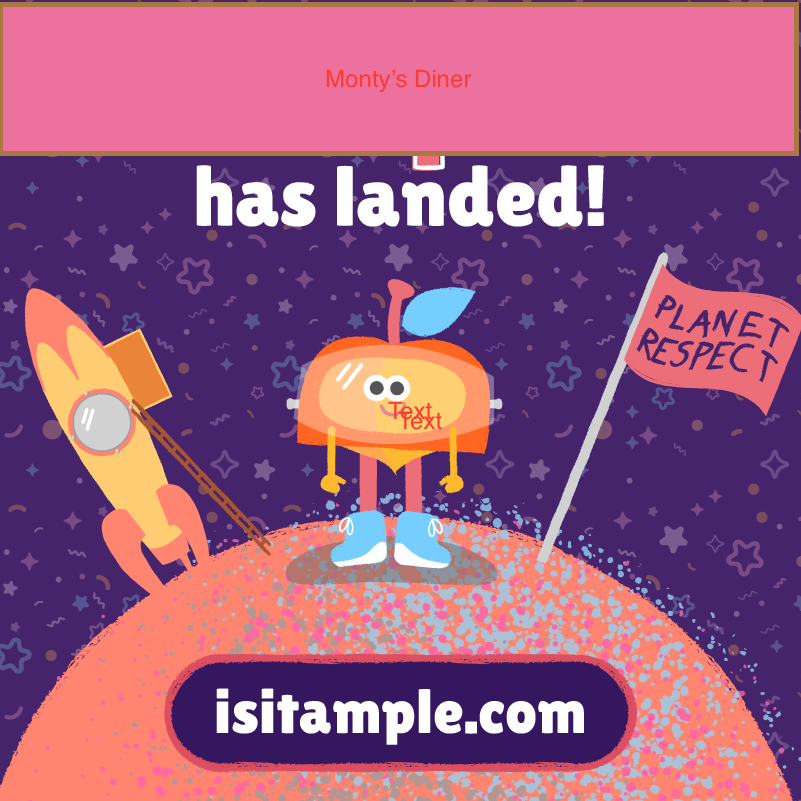 Monty’s Diner
has landed!
PLANET
RESPECT
Text
Text
isitample.com